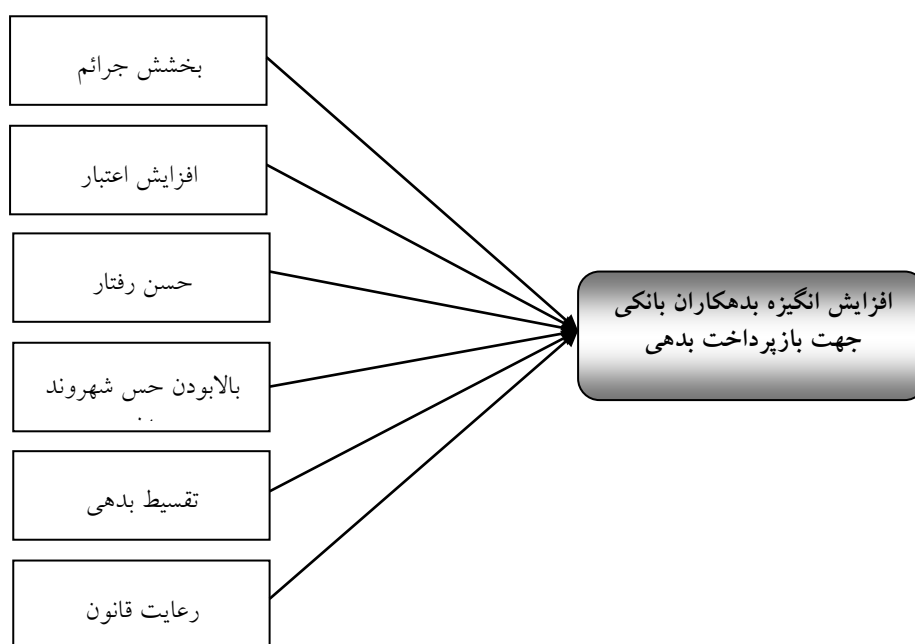 بخشش جرائم
افزایش اعتبار
حسن رفتار
بالابودن حس شهروند
تقسیط بدهی
رعایت قانون
افزایش انگیزه بدهکاران بانکی
جهت بازپرداخت بدهی